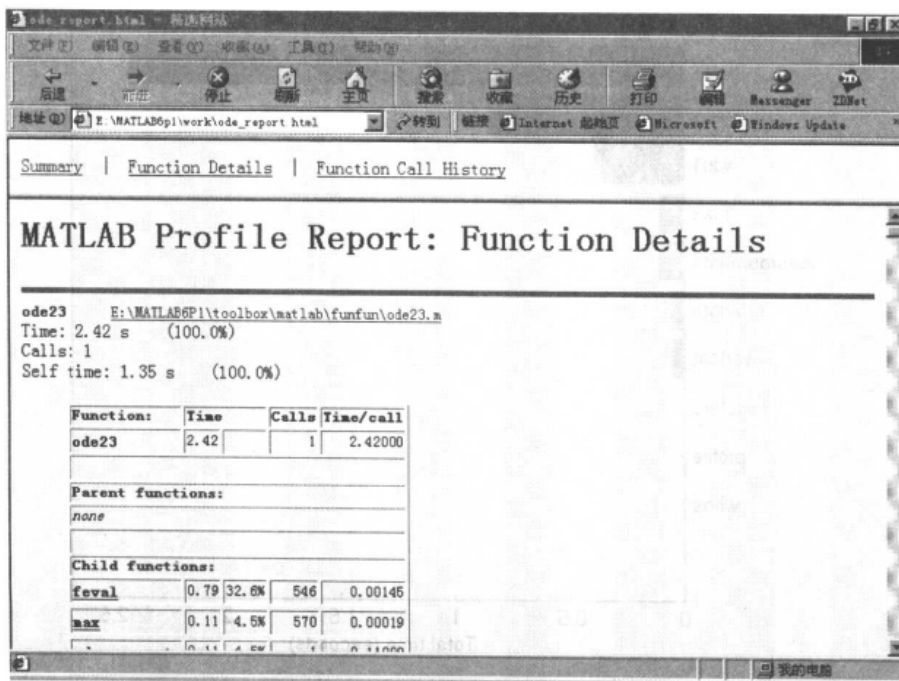 ode_report.html - 脱机网站
文件(F) 编辑(E) 查看(V) 收藏(A) 工具(T) 帮助(H)
后退 前进 停止 刷新 主页 搜索 收藏 历史 打印 编辑 Messenger ZDNet
地址(D) E:\MATLAB6p1\work\ode_report.html 转到 链接 Internet 起始页 Microsoft Windows Update
Summary | Function Details | Function Call History
MATLAB Profile Report: Function Details
ode23 E:\MATLAB6P1\toolbox\matlab\funfun\ode23.m
Time: 2.42 s (100.0%)
Calls: 1
Self time: 1.35 s (100.0%)
Function: Time Calls Time/call
ode23 2.42 1 2.42000
Parent functions:
none
Child functions:
feval 0.79 32.6% 546 0.00145
max 0.11 4.5% 570 0.00019
我的电脑